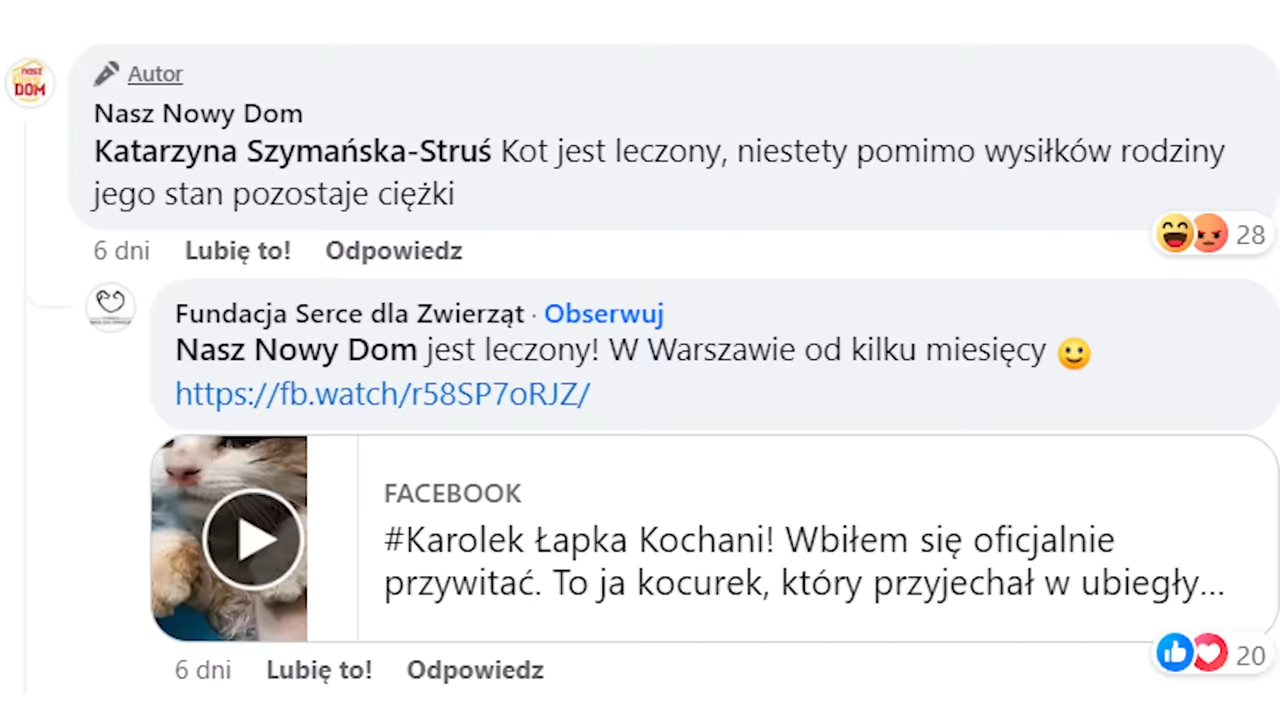 NASZ
DOM
Autor
Nasz Nowy Dom
Katarzyna Szymańska-Struś Kot jest leczony, niestety pomimo wysiłków rodziny
jego stan pozostaje ciężki
28
6 dni Lubię to! Odpowiedz
Fundacja Serce dla Zwierząt · Obserwuj
Nasz Nowy Dom jest leczony! W Warszawie od kilku miesięcy 🙂
https://fb.watch/r58SP7oRJZ/
FACEBOOK
#Karolek Łapka Kochani! Wbiłem się oficjalnie
przywitać. To ja kocurek, który przyjechał w ubiegły...
20
6 dni Lubię to! Odpowiedz